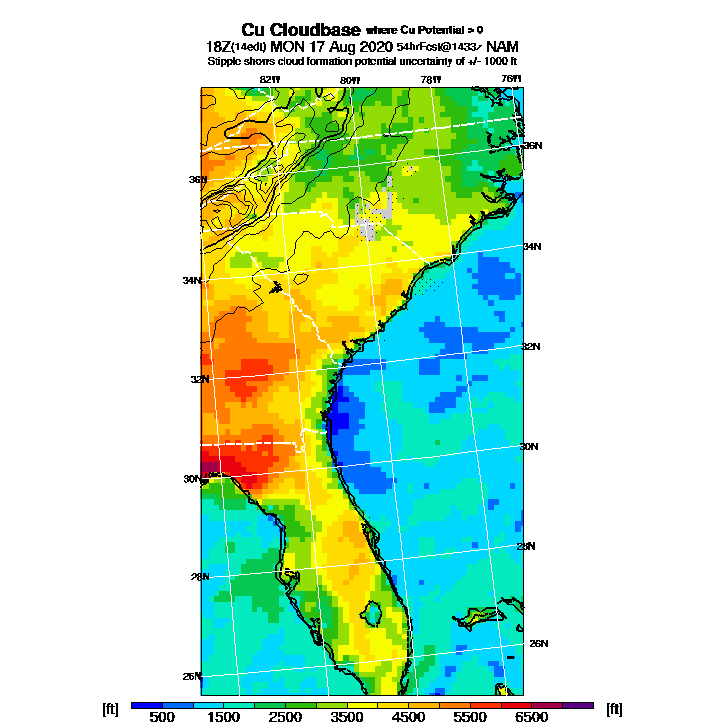 Cu Cloudbase where Cu Potential > 0
18Z(14edt) MON 17 Aug 2020 54hrFcst@1433z NAM
Stipple shows cloud formation potential uncertainty of +/- 1000 ft
82W 80W 78W 76W
36N 36N
34N 34N
32N 32N
30N 30N
28N 28N
26N 26N
[ft] 500 1500 2500 3500 4500 5500 6500 [ft]